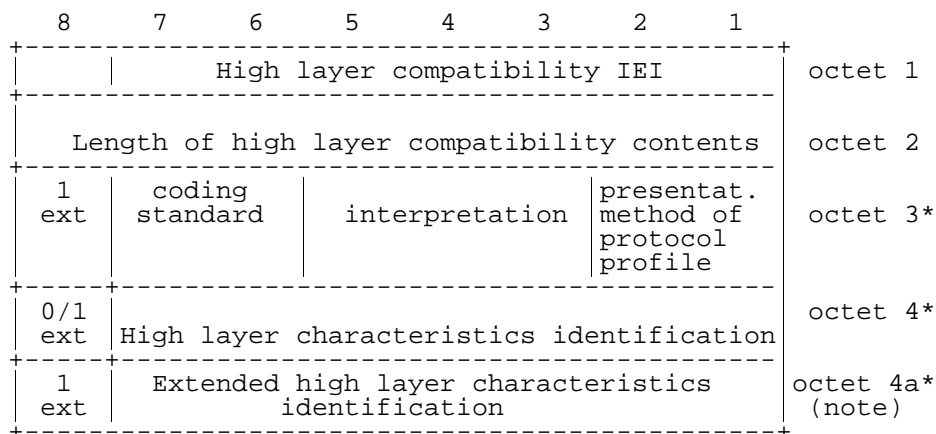 8 7 6 5 4 3 2 1
High layer compatibility IEI octet 1
Length of high layer compatibility contents octet 2
1 coding presentat.
ext standard interpretation method of octet 3*
protocol
profile
0/1 octet 4*
ext High layer characteristics identification
1 Extended high layer characteristics octet 4a*
ext identification (note)